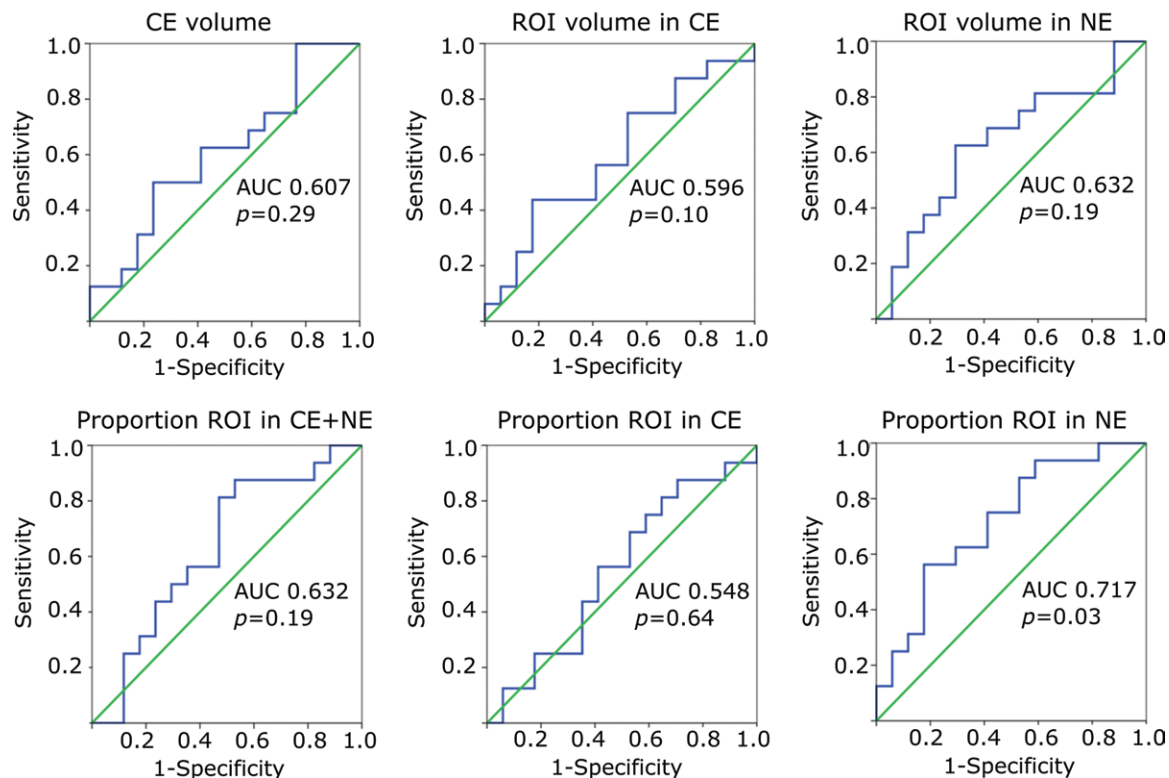 CE volume
1.0
0.8
0.6
0.4
0.2
Sensitivity
AUC 0.607
p=0.29
0.2 0.4 0.6 0.8 1.0
1-Specificity
ROI volume in CE
1.0
0.8
0.6
0.4
0.2
Sensitivity
AUC 0.596
p=0.10
0.2 0.4 0.6 0.8 1.0
1-Specificity
ROI volume in NE
1.0
0.8
0.6
0.4
0.2
Sensitivity
AUC 0.632
p=0.19
0.2 0.4 0.6 0.8 1.0
1-Specificity
Proportion ROI in CE+NE
1.0
0.8
0.6
0.4
0.2
Sensitivity
AUC 0.632
p=0.19
0.2 0.4 0.6 0.8 1.0
1-Specificity
Proportion ROI in CE
1.0
0.8
0.6
0.4
0.2
Sensitivity
AUC 0.548
p=0.64
0.2 0.4 0.6 0.8 1.0
1-Specificity
Proportion ROI in NE
1.0
0.8
0.6
0.4
0.2
Sensitivity
AUC 0.717
p=0.03
0.2 0.4 0.6 0.8 1.0
1-Specificity